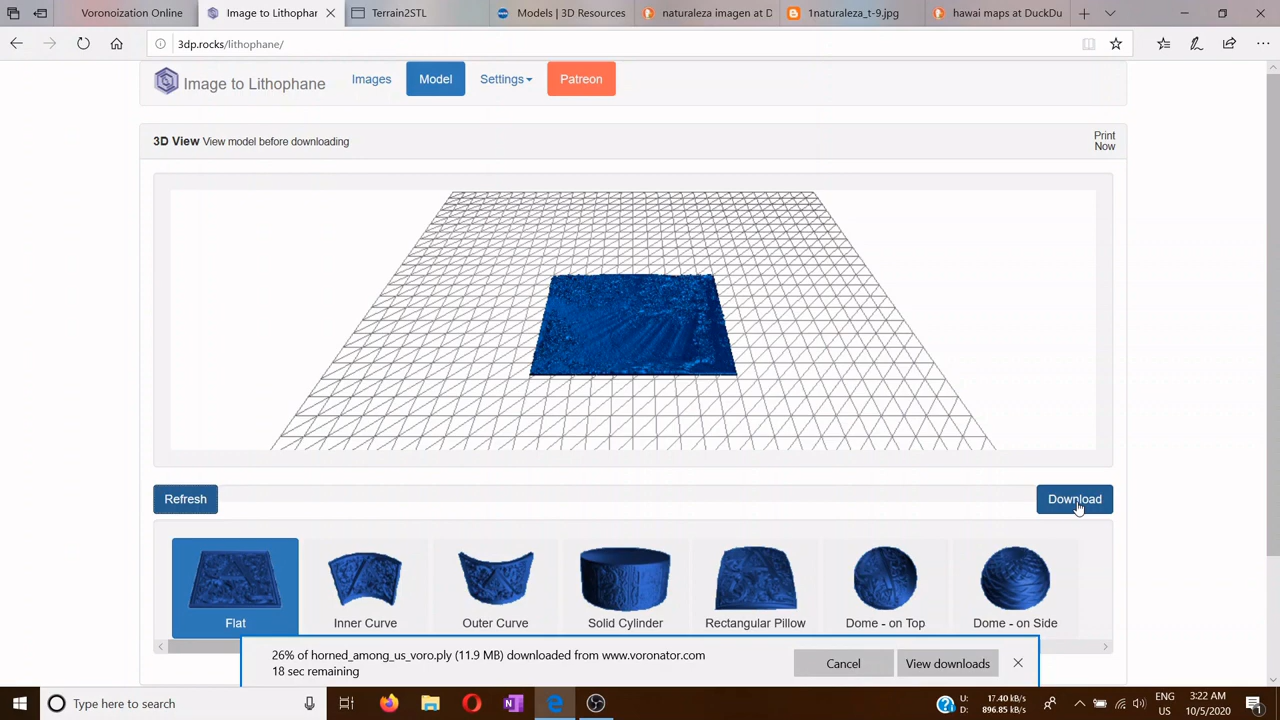 Voronoization Online
Image to Lithophane
Terrain2STL
Models | 3D Resources
naturaleza imagen at D
1naturaleza_t-9.jpg
hawai maps at DuckDu
3dp.rocks/lithophane/
Image to Lithophane
Images
Model
Settings
Patreon
3D View View model before downloading
Print
Now
Refresh
Download
Flat
Inner Curve
Outer Curve
Solid Cylinder
Rectangular Pillow
Dome - on Top
Dome - on Side
26% of horned_among_us_voro.ply (11.9 MB) downloaded from www.voronator.com
18 sec remaining
Cancel
View downloads
Type here to search
U: 17.40 kB/s
D: 896.85 kB/s
ENG
US
3:22 AM
10/5/2020
1